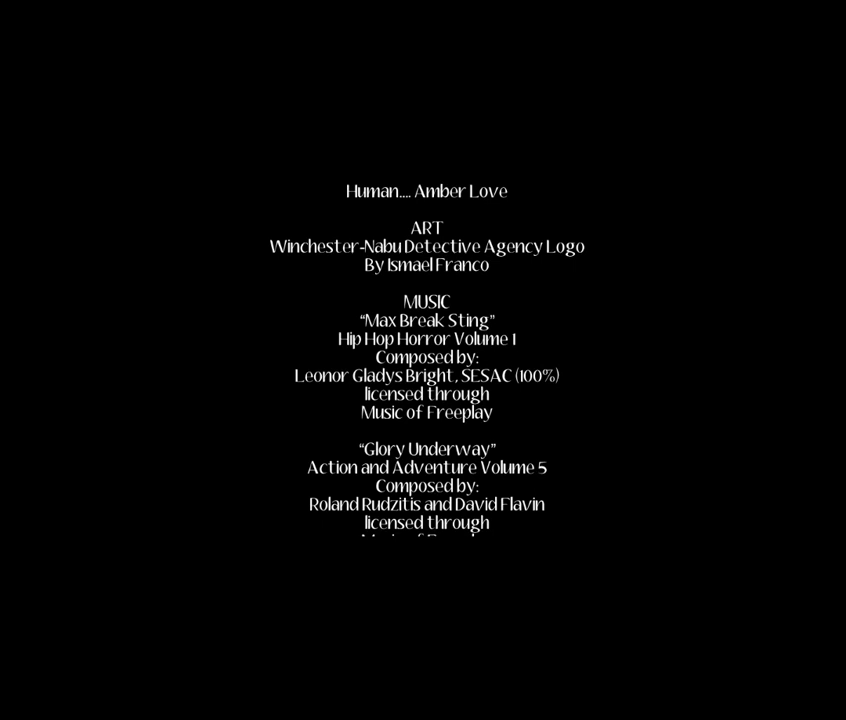 Human.... Amber Love
ART
Winchester-Nabu Detective Agency Logo
By Ismael Franco
MUSIC
“Max Break Sting”
Hip Hop Horror Volume 1
Composed by:
Leonor Gladys Bright, SESAC (100%)
licensed through
Music of Freeplay
“Glory Underway”
Action and Adventure Volume 5
Composed by:
Roland Rudzitis and David Flavin
licensed through